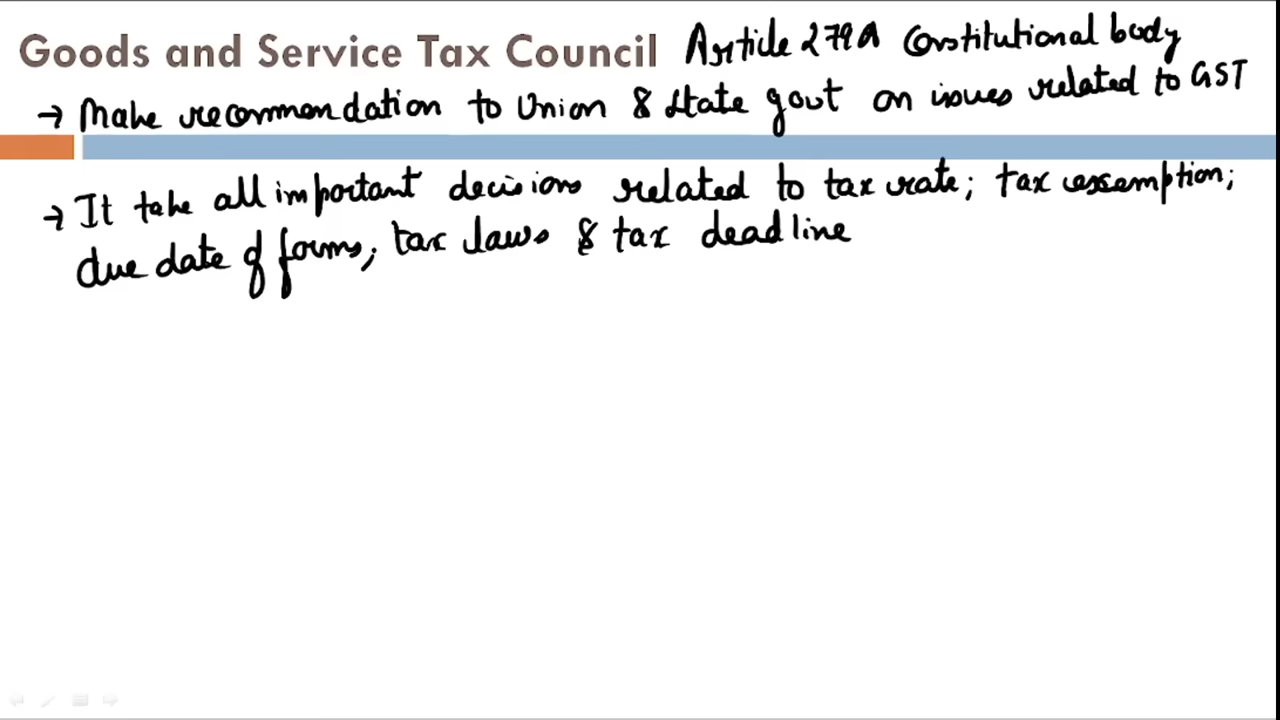 Goods and Service Tax Council Article 279A Constitutional body
→ Make recommendation to Union & State govt on issues related to GST
→ It take all important decisions related to tax rate; tax exsamption;
due date of forms; tax laws & tax deadline